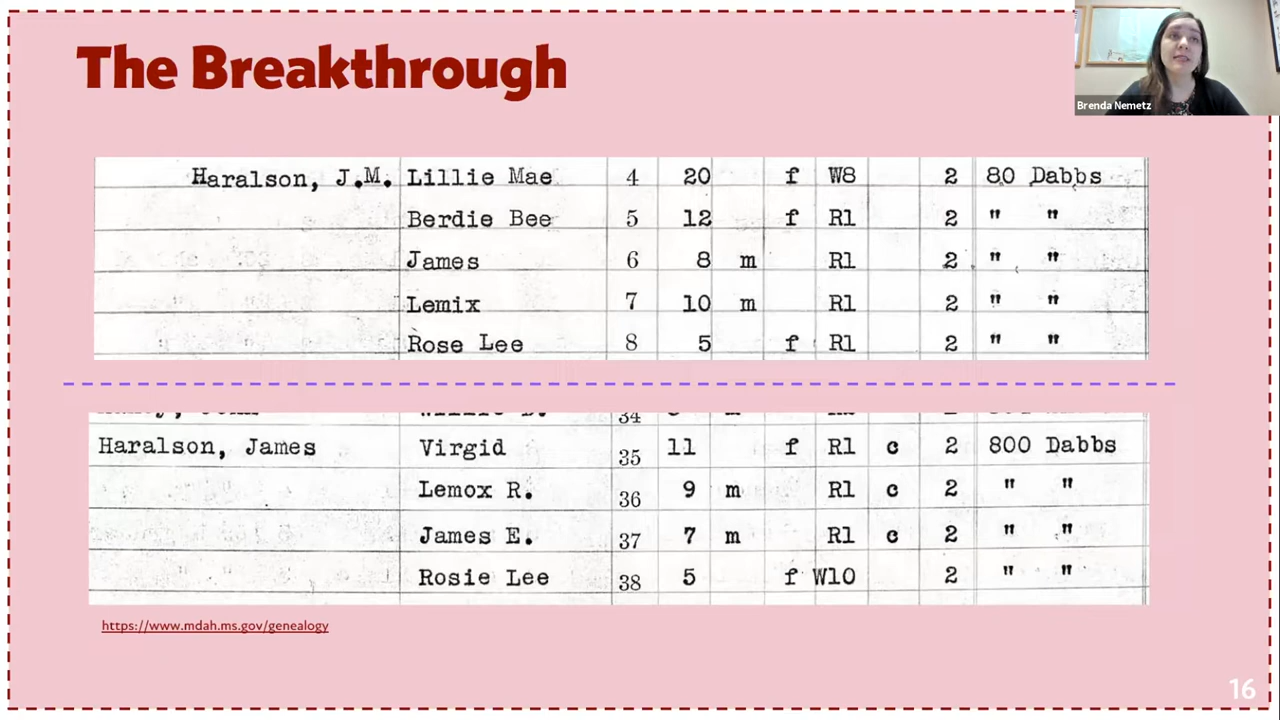 The Breakthrough
Brenda Nemetz
Haralson, J.M. Lillie Mae 4 20 f W8 2 80 Dabbs
Berdie Bee 5 12 f R1 2 " "
James 6 8 m R1 2 " "
Lemix 7 10 m R1 2 " "
Rose Lee 8 5 f R1 2 " "
34
Haralson, James Virgid 35 11 f R1 c 2 800 Dabbs
Lemox R. 36 9 m R1 c 2 " "
James E. 37 7 m R1 c 2 " "
Rosie Lee 38 5 f W10 2 " "
https://www.mdah.ms.gov/genealogy
16